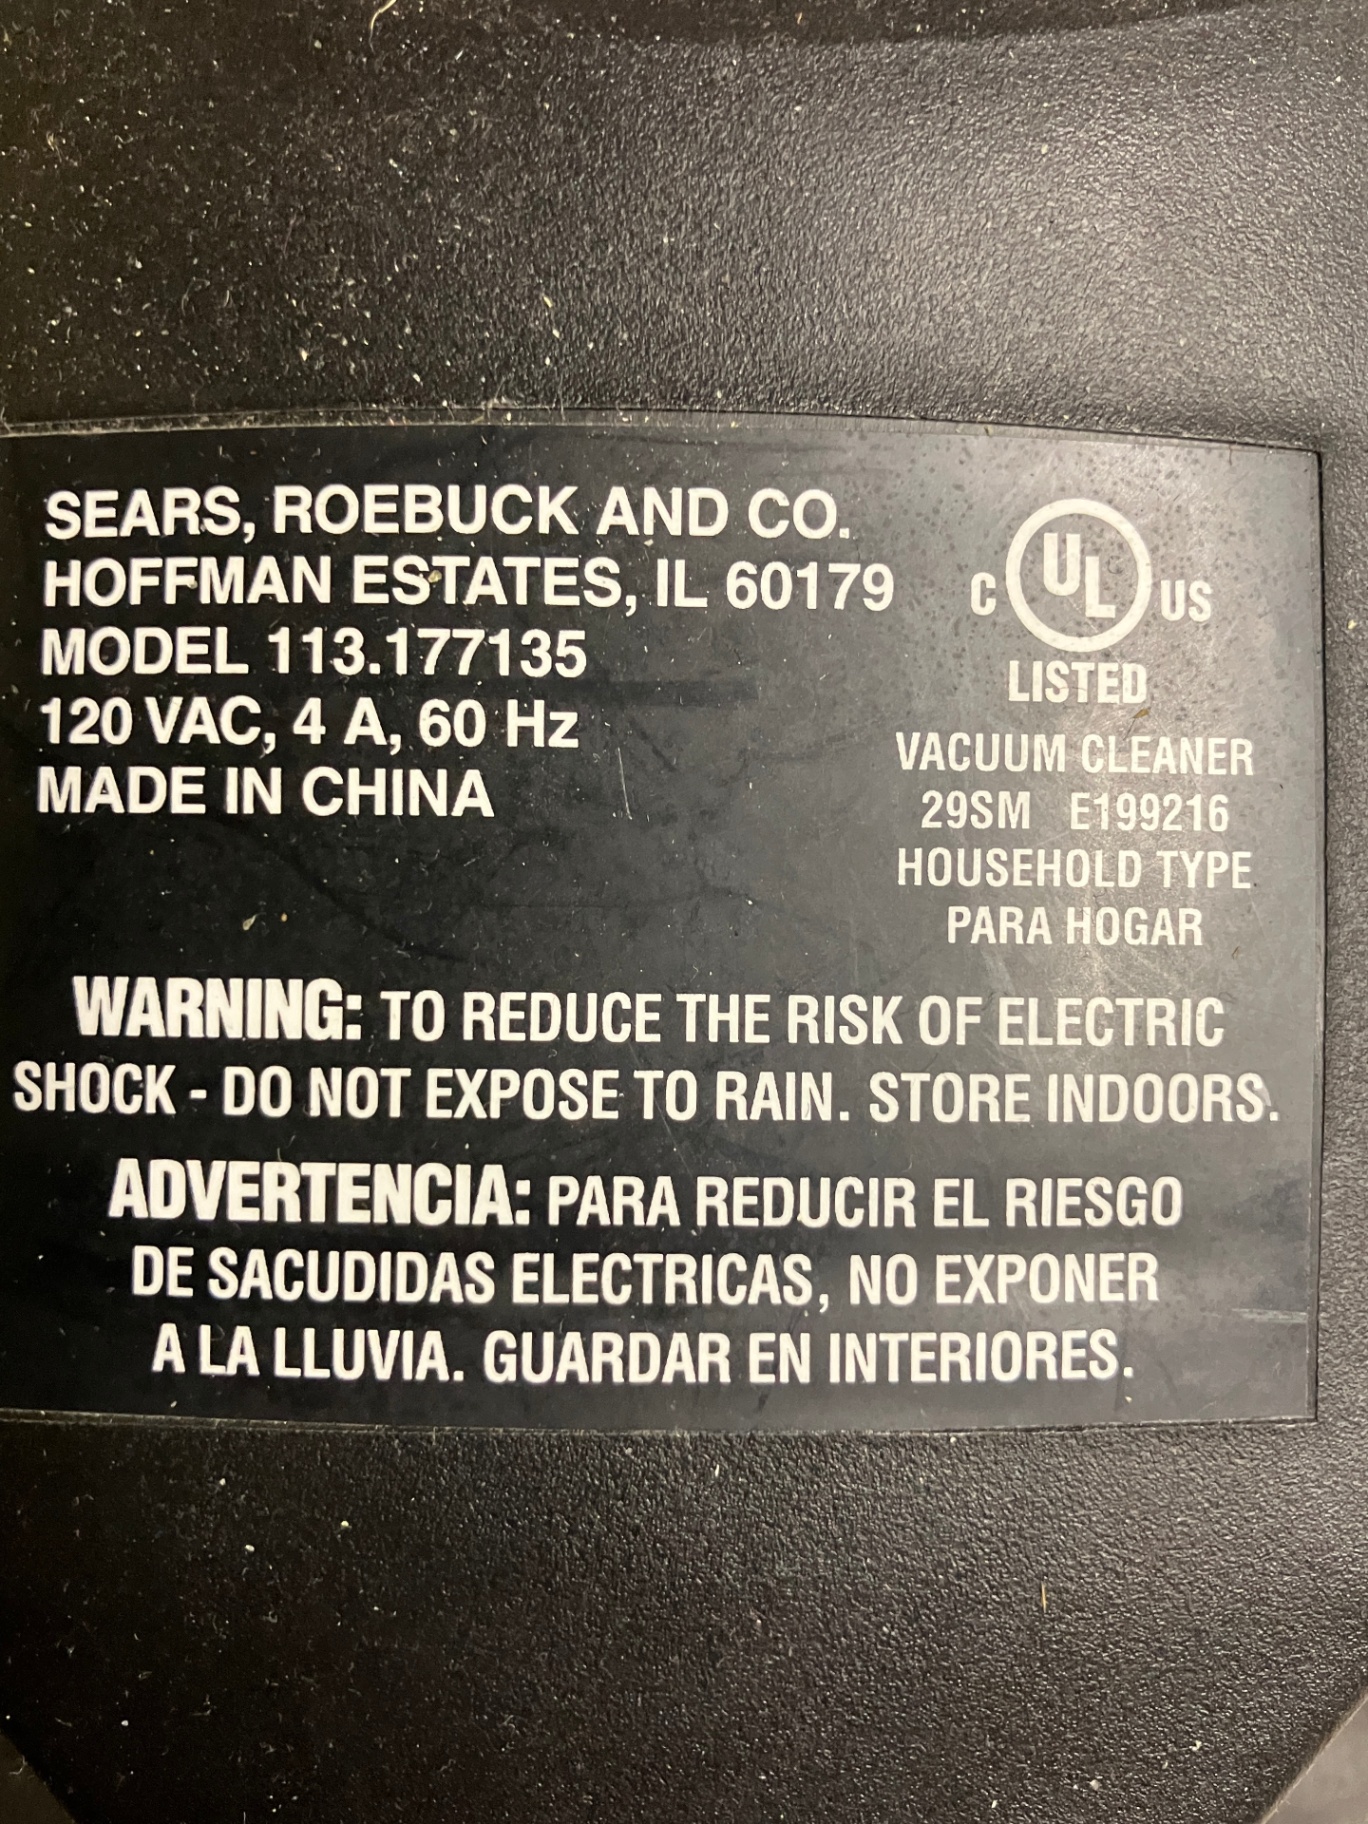 SEARS, ROEBUCK AND CO.
HOFFMAN ESTATES, IL 60179
MODEL 113.177135
120 VAC, 4 A, 60 Hz
MADE IN CHINA
C UL US
LISTED
VACUUM CLEANER
29SM E199216
HOUSEHOLD TYPE
PARA HOGAR
WARNING: TO REDUCE THE RISK OF ELECTRIC
SHOCK - DO NOT EXPOSE TO RAIN. STORE INDOORS.
ADVERTENCIA: PARA REDUCIR EL RIESGO
DE SACUDIDAS ELECTRICAS, NO EXPONER
A LA LLUVIA. GUARDAR EN INTERIORES.